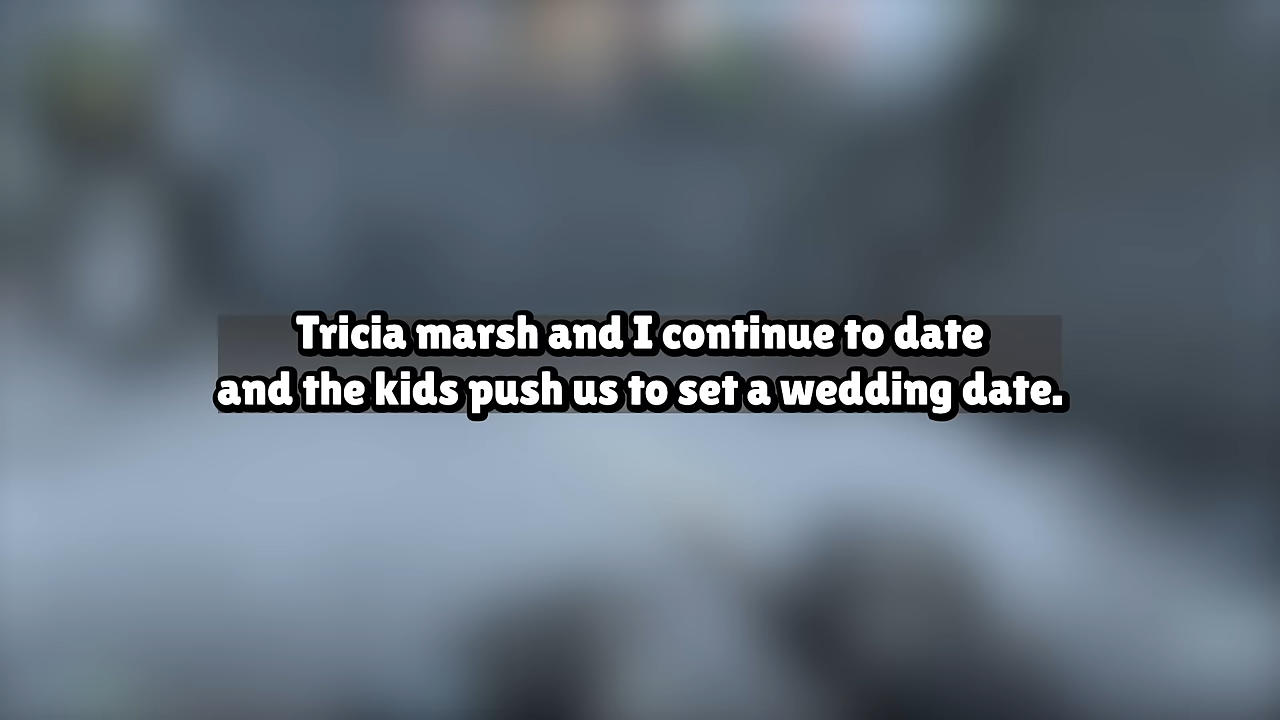 Tricia marsh and I continue to date
and the kids push us to set a wedding date.